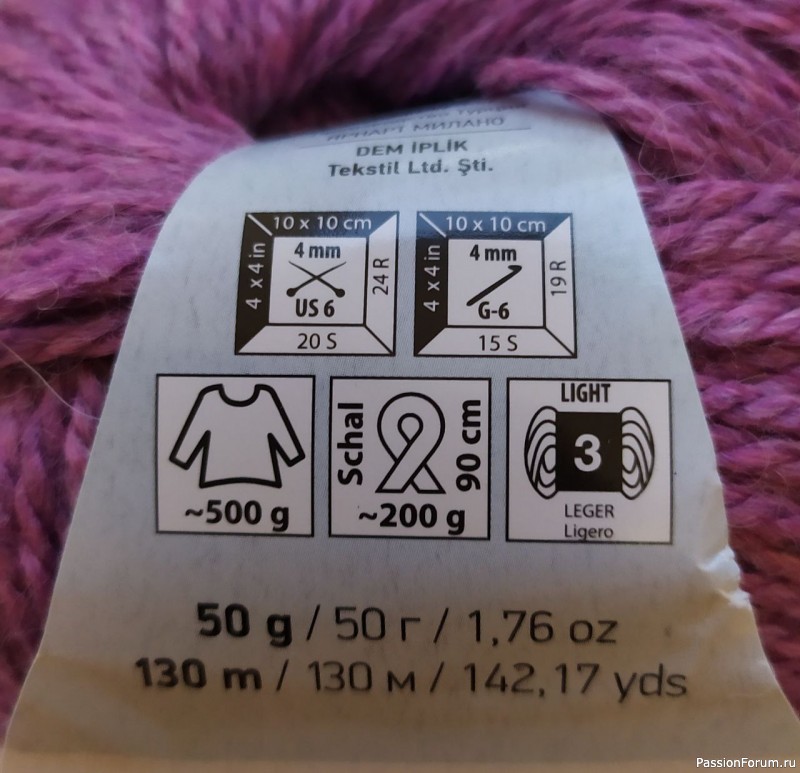 ЯРНАРТ МИЛАНО
DEM İPLİK
Tekstil Ltd. Şti.
10 x 10 cm
4 x 4 in
4 mm
US 6
24 R
20 S
10 x 10 cm
4 x 4 in
4 mm
G-6
19 R
15 S
~500 g
Schal
90 cm
~200 g
LIGHT
3
LEGER
Ligero
50 g / 50 г / 1,76 oz
130 m / 130 м / 142,17 yds
PassionForum.ru